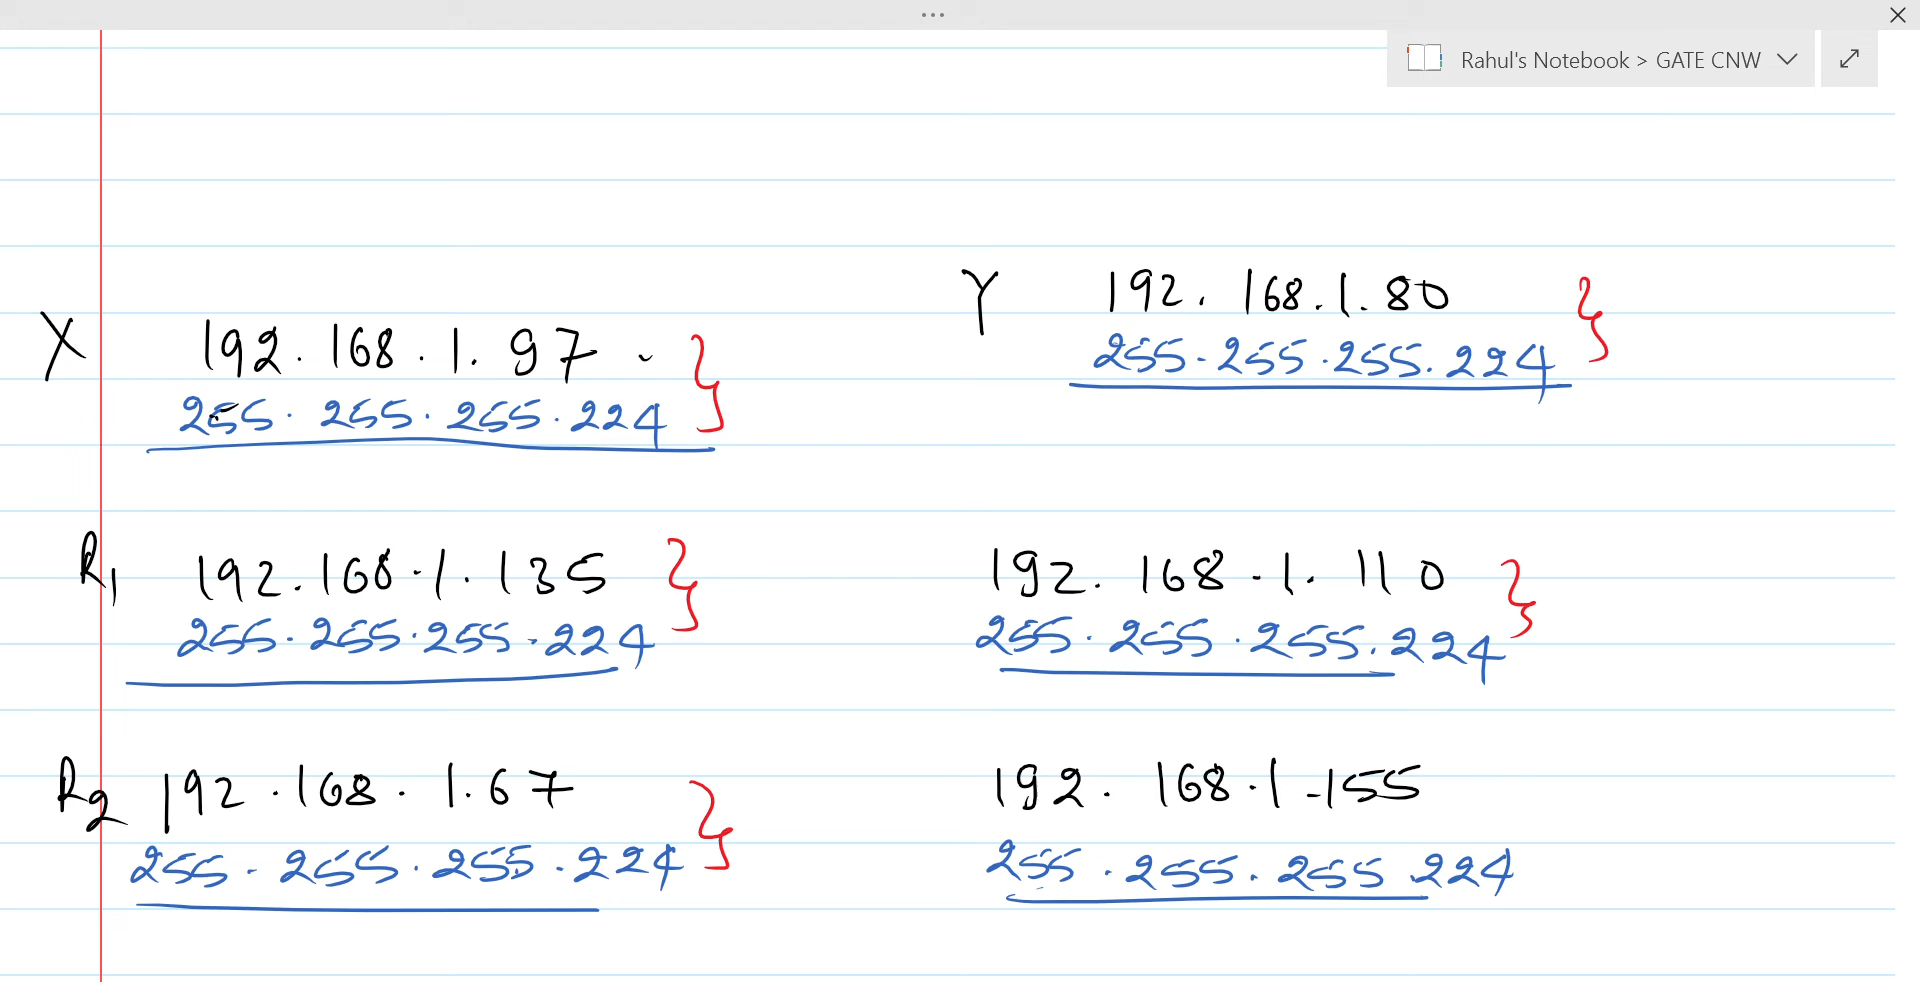 Rahul's Notebook > GATE CNW
X 192.168.1.97
255.255.255.224
Y 192.168.1.80
255.255.255.224
R1 192.168.1.135
255.255.255.224
192.168.1.110
255.255.255.224
R2 192.168.1.67
255.255.255.224
192.168.1.155
255.255.255.224